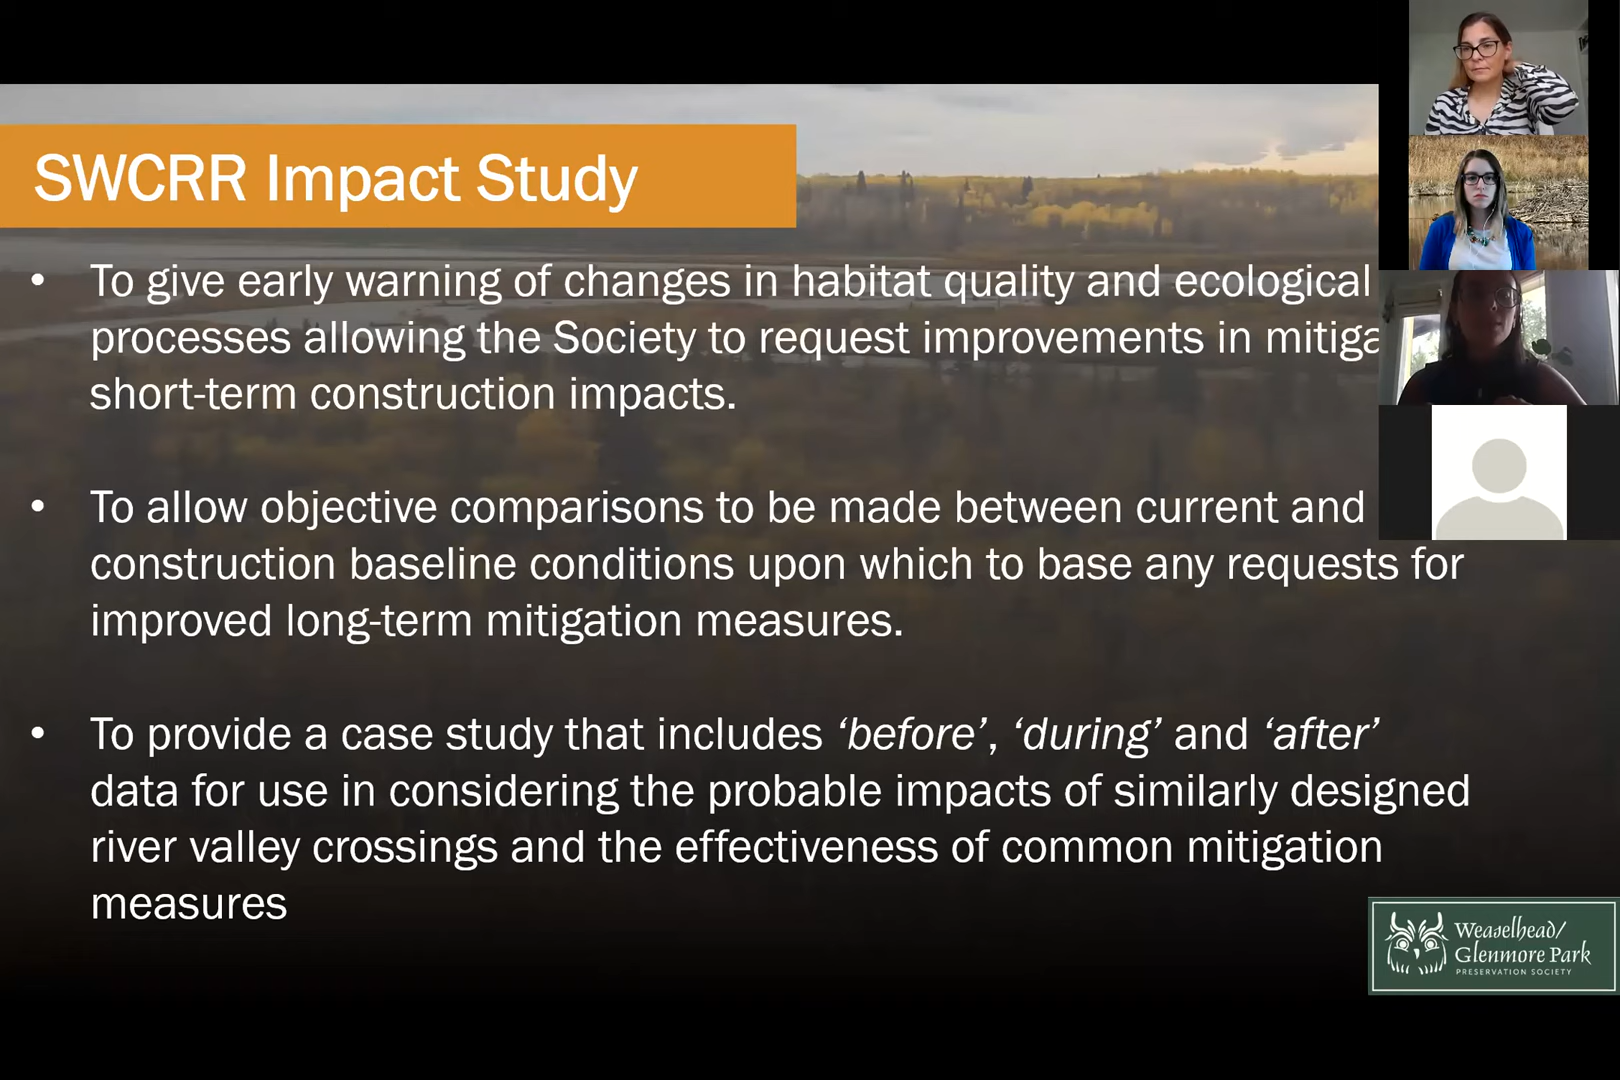 SWCRR Impact Study
• To give early warning of changes in habitat quality and ecological
processes allowing the Society to request improvements in
short-term construction impacts.
• To allow objective comparisons to be made between current and
construction baseline conditions upon which to base any requests for
improved long-term mitigation measures.
• To provide a case study that includes ‘before’, ‘during’ and ‘after’
data for use in considering the probable impacts of similarly designed
river valley crossings and the effectiveness of common mitigation
measures
Weaselhead/
Glenmore Park
PRESERVATION SOCIETY